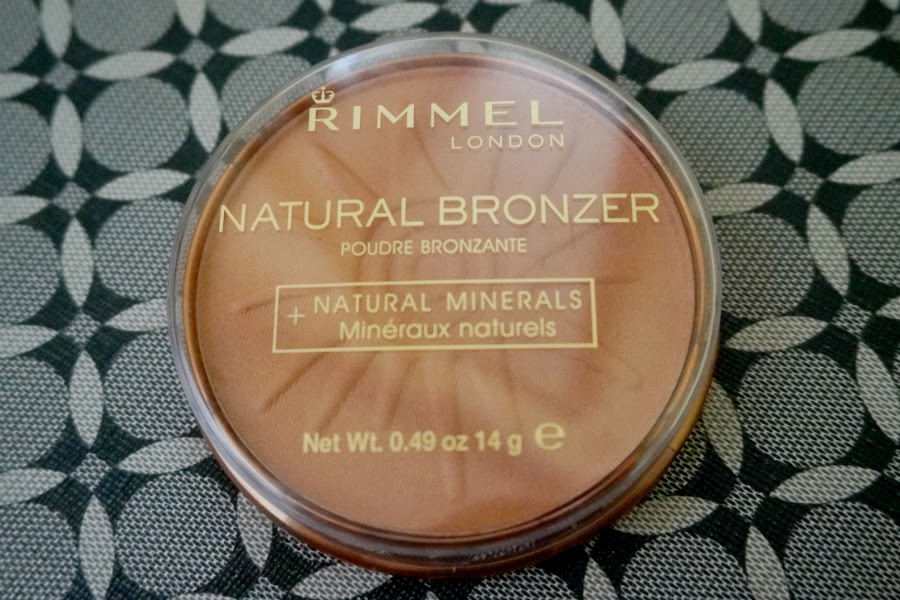 RIMMEL
LONDON
NATURAL BRONZER
POUDRE BRONZANTE
+ NATURAL MINERALS
Minéraux naturels
Net Wt. 0.49 oz 14 g ℮